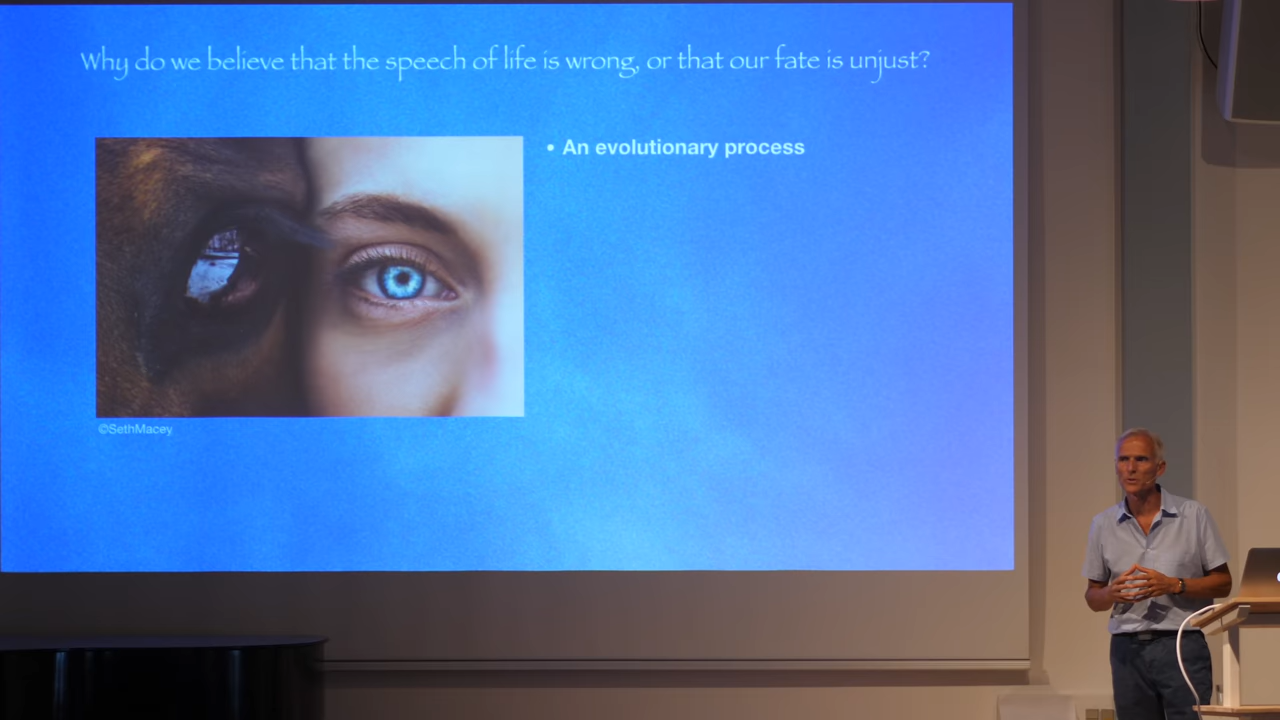 Why do we believe that the speech of life is wrong, or that our fate is unjust?
• An evolutionary process
©SethMacey